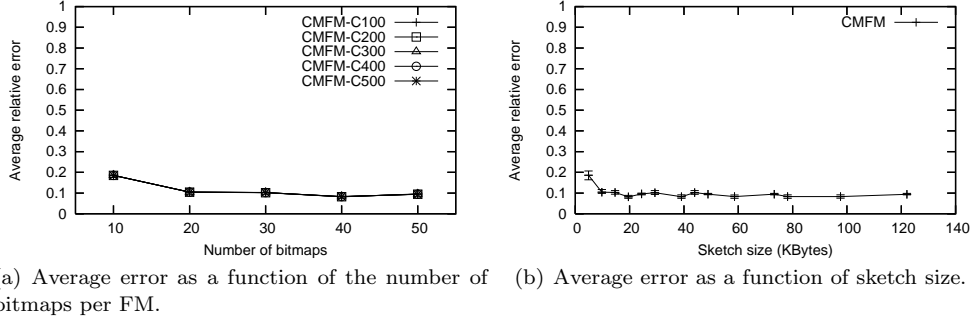 1
0.9
0.8
0.7
0.6
0.5
0.4
0.3
0.2
0.1
0
Average relative error
10 20 30 40 50
Number of bitmaps
CMFM-C100
CMFM-C200
CMFM-C300
CMFM-C400
CMFM-C500
1
0.9
0.8
0.7
0.6
0.5
0.4
0.3
0.2
0.1
0
Average relative error
0 20 40 60 80 100 120 140
Sketch size (KBytes)
CMFM
a) Average error as a function of the number of
bitmaps per FM.
(b) Average error as a function of sketch size.